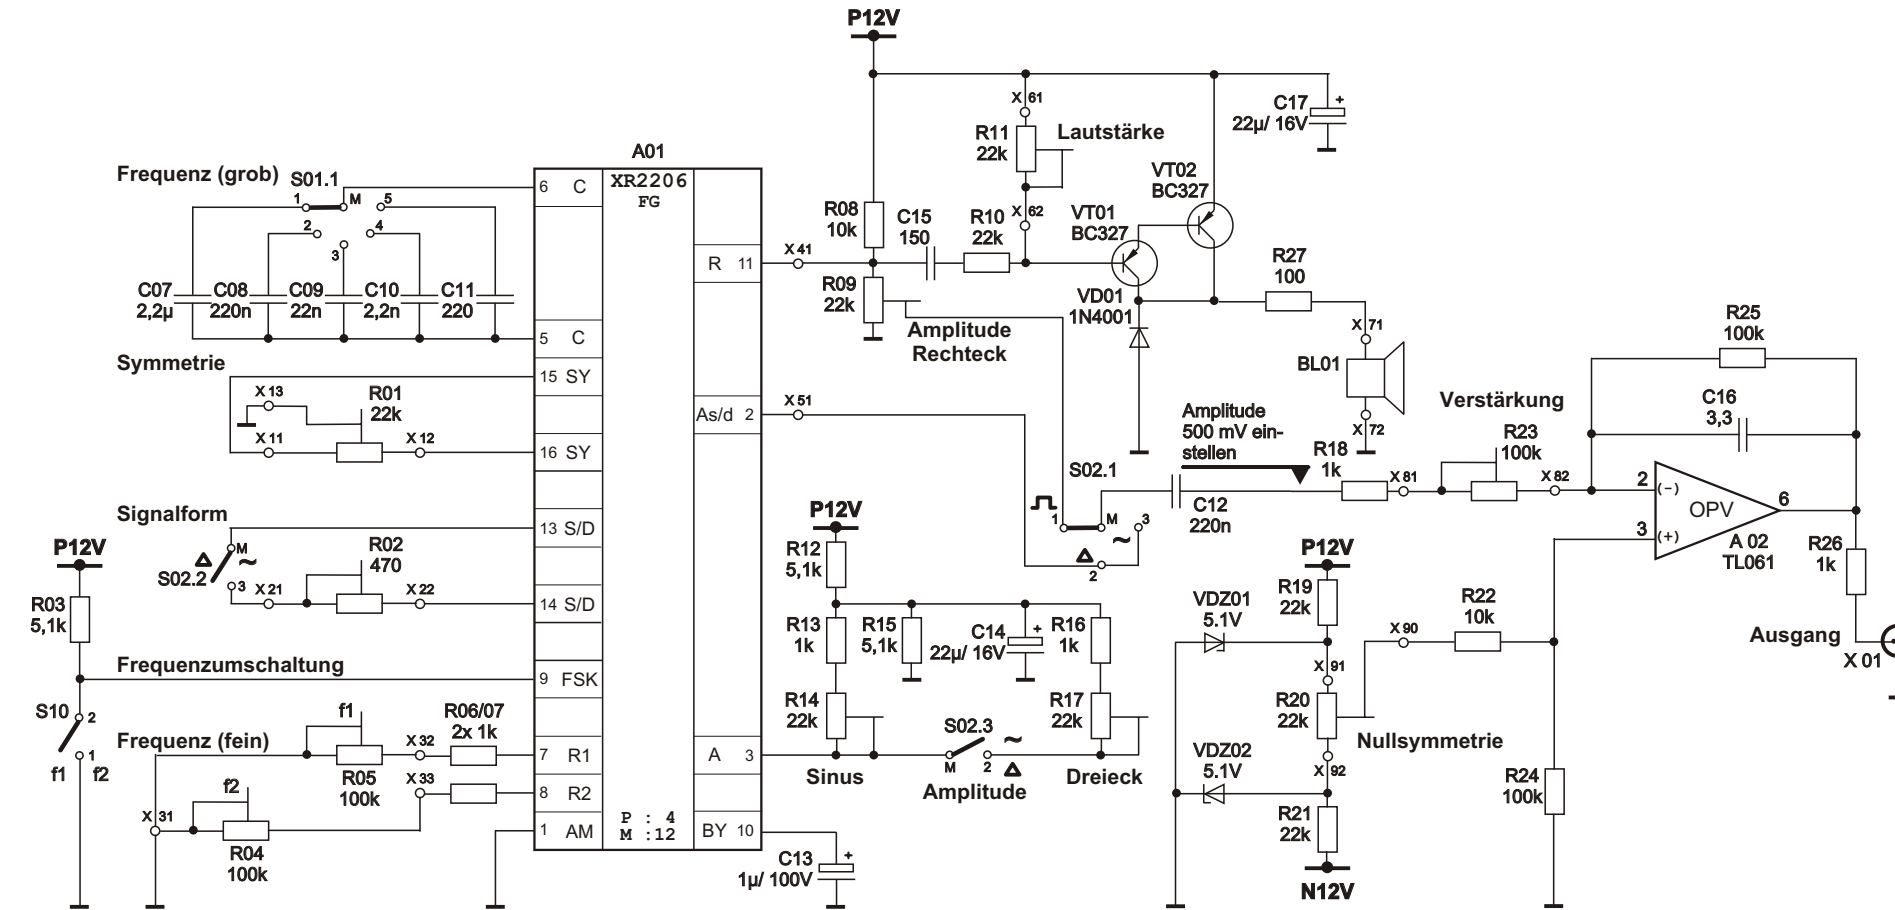 P12V
X 61
R11
22k
Lautstärke
C17
22µ/ 16V
+
A01
XR2206
FG
Frequenz (grob)
S01.1
1
M
5
2
4
3
6 C
C07
2,2µ
C08
220n
C09
22n
C10
2,2n
C11
220
5 C
R08
10k
C15
150
R10
22k
X 62
VT01
BC327
VT02
BC327
R 11
X 41
R09
22k
Amplitude
Rechteck
VD01
1N4001
R27
100
X 71
BL01
X 72
Symmetrie
15 SY
X 13
R01
22k
X 11
X 12
16 SY
As/d 2
X 51
Amplitude
500 mV ein-
stellen
S02.1
1
M
3
~
Δ
2
C12
220n
R18
1k
X 81
Verstärkung
R23
100k
X 82
R25
100k
C16
3,3
2
(-)
3
(+)
OPV
6
A 02
TL061
R26
1k
Ausgang
X 01
Signalform
13 S/D
P12V
Δ
M
~
S02.2
3
X 21
R02
470
X 22
14 S/D
R03
5,1k
P12V
R12
5,1k
R13
1k
R15
5,1k
C14
22µ/ 16V
+
R16
1k
R14
22k
R17
22k
S02.3
M
2
~
Δ
A 3
Sinus
Amplitude
Dreieck
P12V
R19
22k
VDZ01
5.1V
X 91
R20
22k
X 90
R22
10k
Nullsymmetrie
VDZ02
5.1V
X 92
R21
22k
N12V
R24
100k
Frequenzumschaltung
9 FSK
S10
2
1
f1
f2
Frequenz (fein)
f1
R06/07
2x 1k
X 32
R05
100k
7 R1
X 33
8 R2
f2
X 31
R04
100k
1 AM
P : 4
M :12
BY 10
C13
1µ/ 100V
+